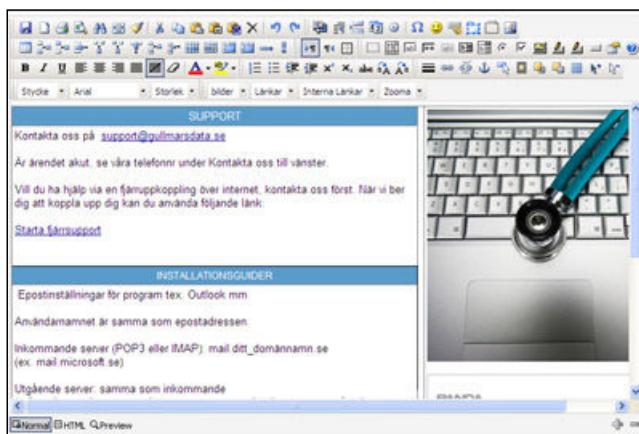 Stycke Arial Storlek bilder Länkar Interna Länkar Zooma
SUPPORT
Kontakta oss på support@gullmarsdata.se
Är ärendet akut, se våra telefonnr under Kontakta oss till vänster.
Vill du ha hjälp via en fjärruppkoppling över internet, kontakta oss först. När vi ber
dig att koppla upp dig kan du använda följande länk:
Starta fjärrsupport
INSTALLATIONSGUIDER
Epostinställningar för program tex. Outlook mm
Användarnamnet är samma som epostadressen.
Inkommande server (POP3 eller IMAP): mail.ditt_domännamn.se
(ex. mail.microsoft.se)
Utgående server: samma som inkommande
Normal HTML Preview